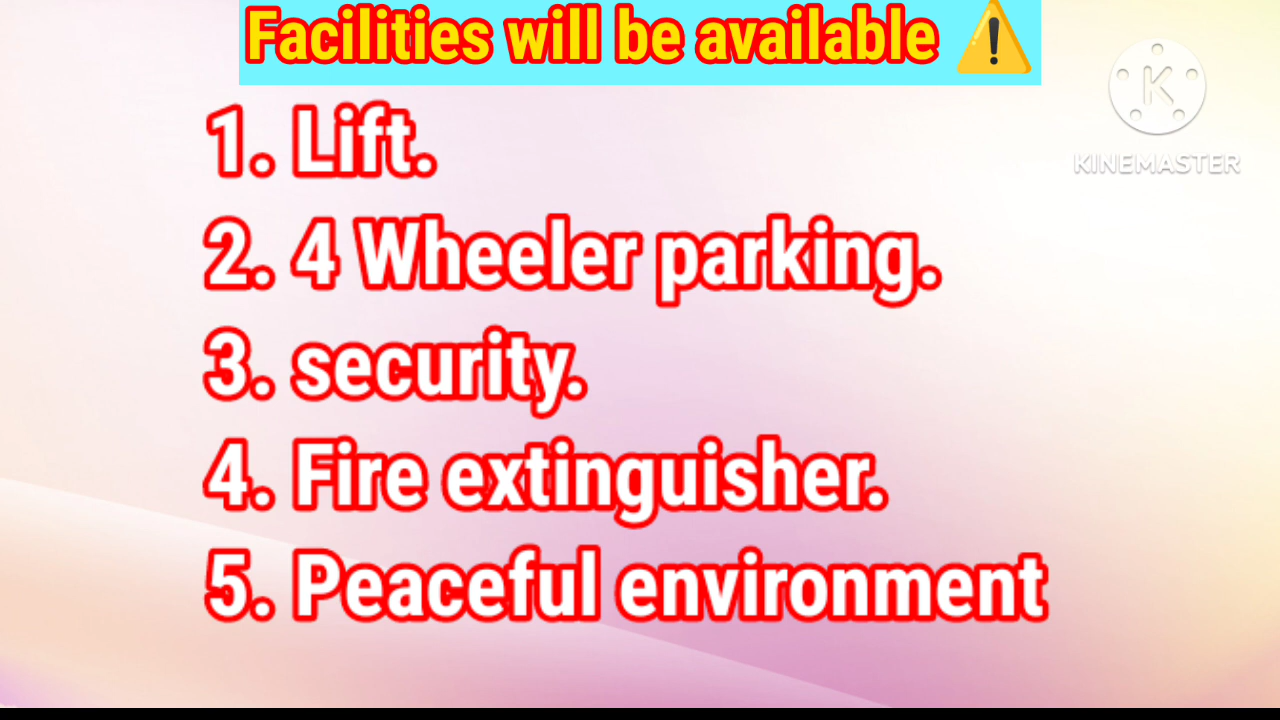 Facilities will be available ⚠️
1. Lift.
2. 4 Wheeler parking.
3. security.
4. Fire extinguisher.
5. Peaceful environment
K
KINEMASTER